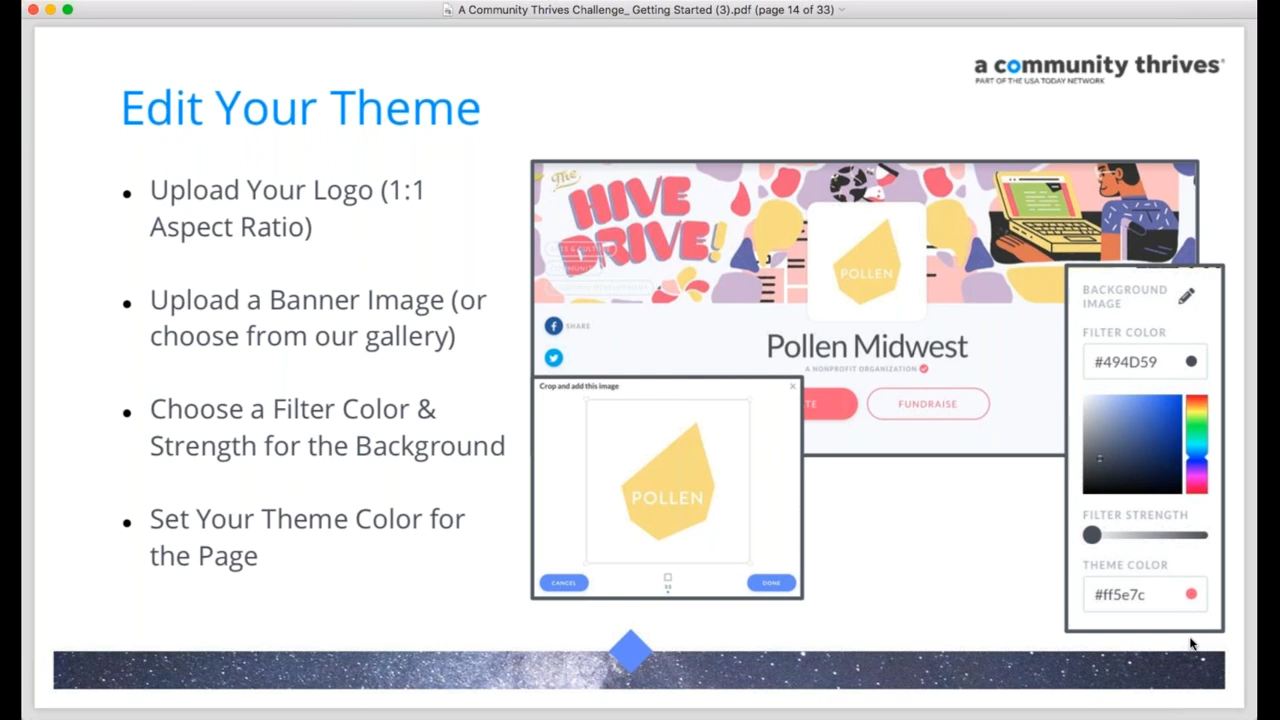 A Community Thrives Challenge_ Getting Started (3).pdf (page 14 of 33)
a community thrives
PART OF THE USA TODAY NETWORK
Edit Your Theme
• Upload Your Logo (1:1
Aspect Ratio)
• Upload a Banner Image (or
choose from our gallery)
• Choose a Filter Color &
Strength for the Background
• Set Your Theme Color for
the Page
The
HIVE
DRIVE!
POLLEN
SHARE
Pollen Midwest
A NONPROFIT ORGANIZATION
TE
FUNDRAISE
Crop and add this image
POLLEN
CANCEL
1:1
DONE
BACKGROUND
IMAGE
FILTER COLOR
#494D59
FILTER STRENGTH
THEME COLOR
#ff5e7c